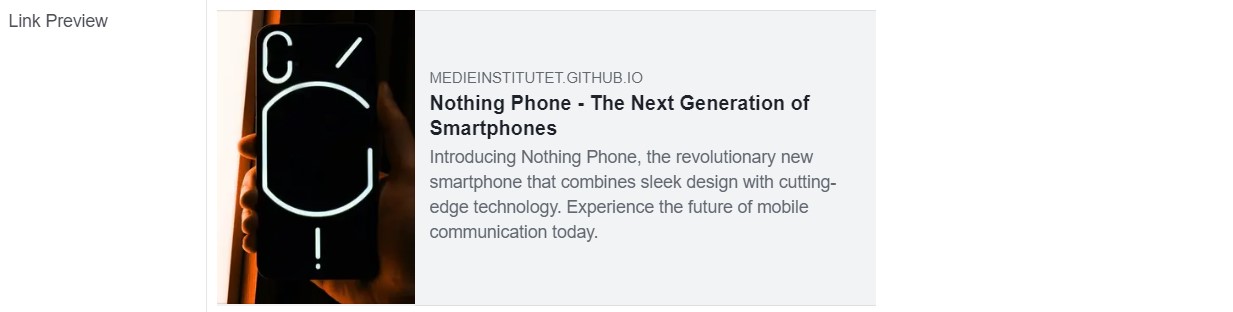 Link Preview
MEDIEINSTITUTET.GITHUB.IO
Nothing Phone - The Next Generation of
Smartphones
Introducing Nothing Phone, the revolutionary new
smartphone that combines sleek design with cutting-
edge technology. Experience the future of mobile
communication today.